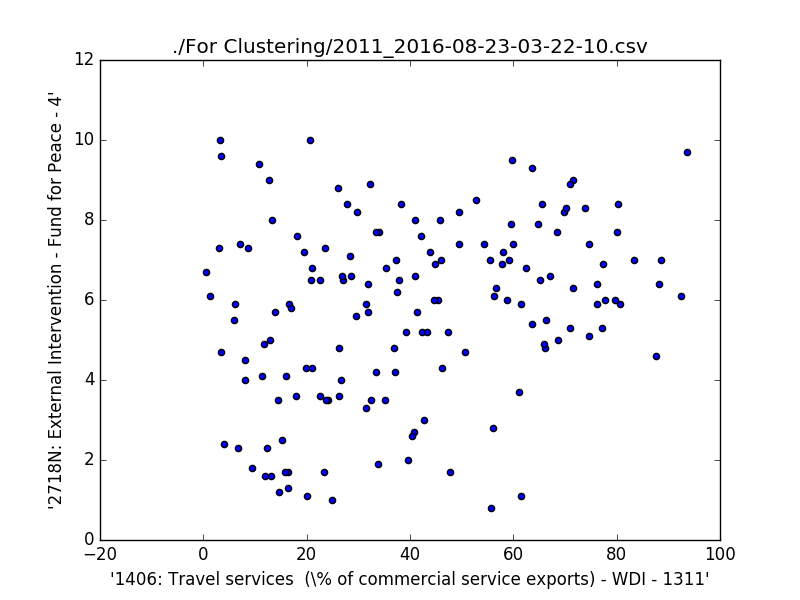 ./For Clustering/2011_2016-08-23-03-22-10.csv
'2718N: External Intervention - Fund for Peace - 4'
12
10
8
6
4
2
0
−20 0 20 40 60 80 100
'1406: Travel services  (\% of commercial service exports) - WDI - 1311'